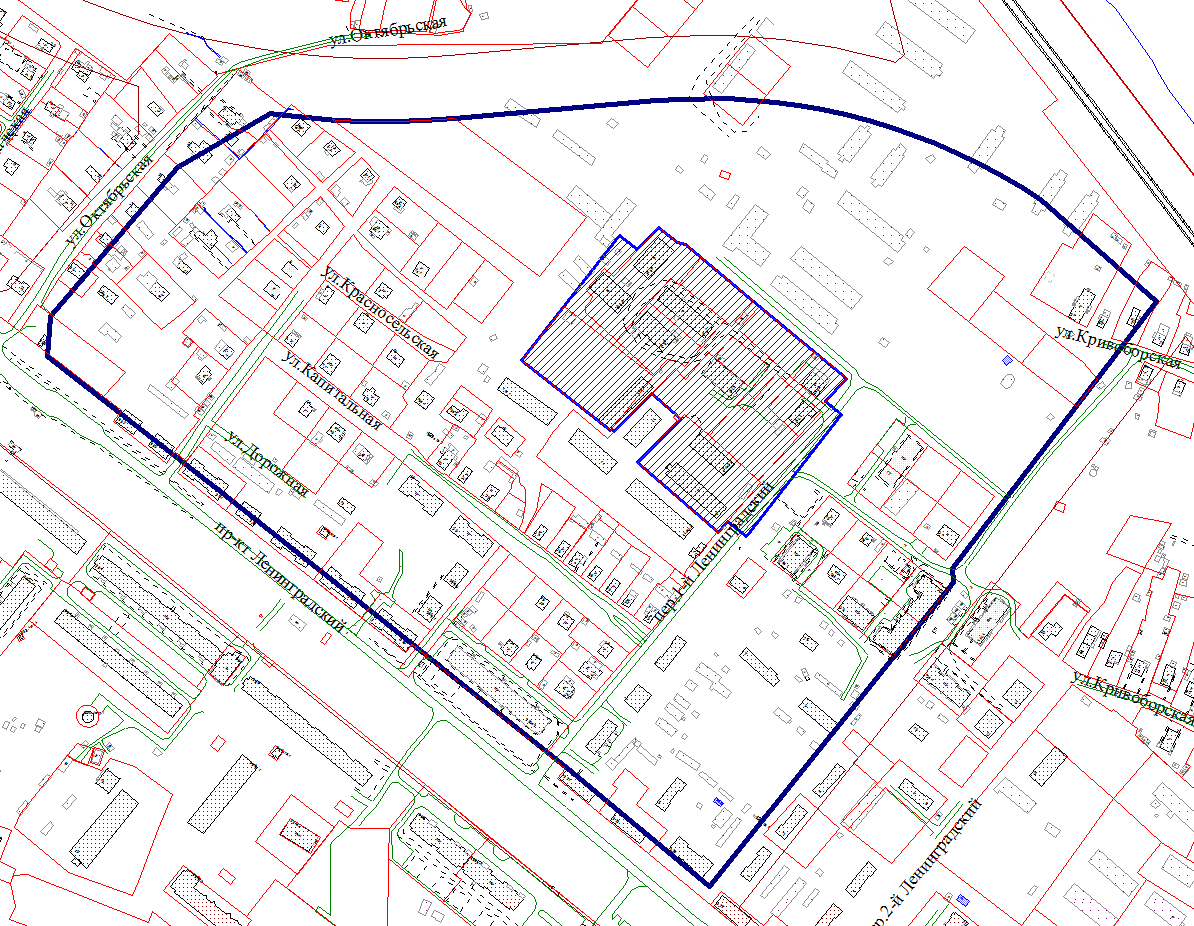 ул.Октябрьская
ул.Октябрьская
ул.Красносельская
ул.Капитальная
ул.Дорожная
пр-кт Ленинградский
пер.1-й Ленинградский
ул.Кривоборская
ул.Кривоборская
р.2-й Ленинградский